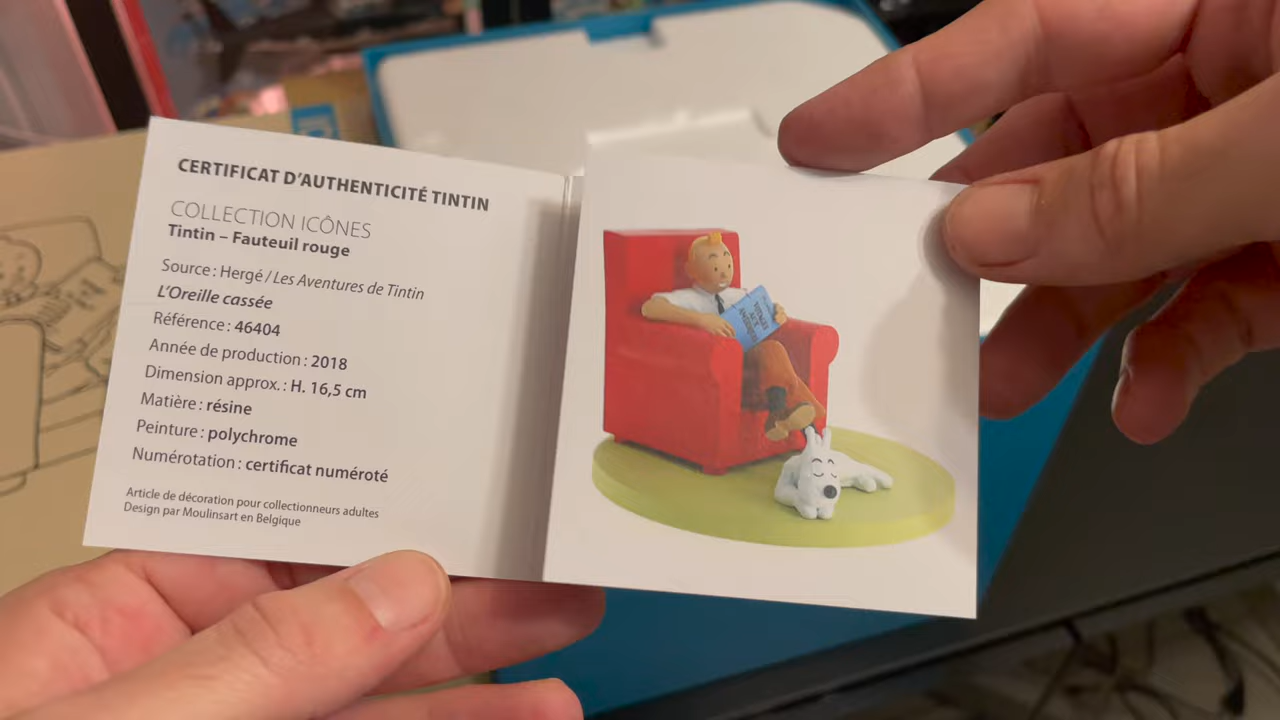 CERTIFICAT D'AUTHENTICITÉ TINTIN
COLLECTION ICÔNES
Tintin – Fauteuil rouge
Source : Hergé / Les Aventures de Tintin
L'Oreille cassée
Référence : 46404
Année de production : 2018
Dimension approx. : H. 16,5 cm
Matière : résine
Peinture : polychrome
Numérotation : certificat numéroté
Article de décoration pour collectionneurs adultes
Design par Moulinsart en Belgique